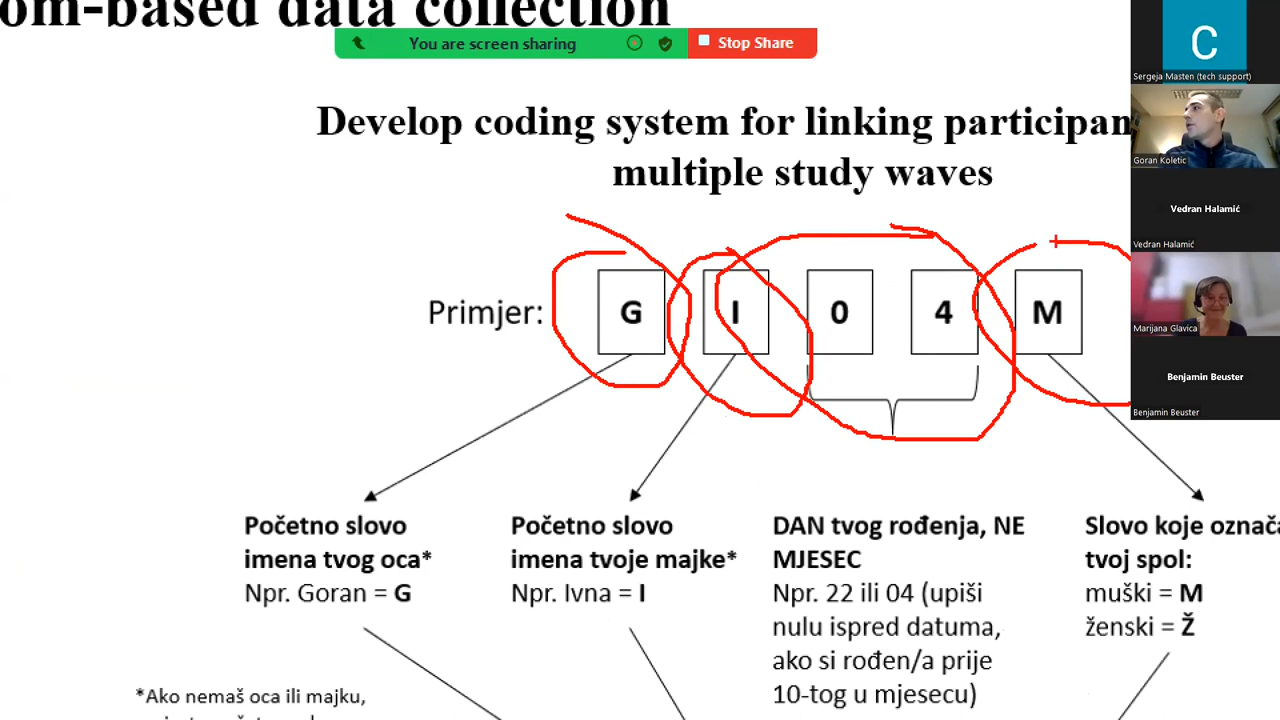 om-based data collection
You are screen sharing
Stop Share
C
Sergeja Masten (tech support)
Develop coding system for linking participan
multiple study waves
Goran Koletic
Vedran Halamić
Vedran Halamić
Primjer: G I 0 4 M
Marijana Glavica
Benjamin Beuster
Benjamin Beuster
Početno slovo
imena tvog oca*
Npr. Goran = G
Početno slovo
imena tvoje majke*
Npr. Ivna = I
DAN tvog rođenja, NE
MJESEC
Npr. 22 ili 04 (upiši
nulu ispred datuma,
ako si rođen/a prije
10-tog u mjesecu)
Slovo koje označa
tvoj spol:
muški = M
ženski = Ž
*Ako nemaš oca ili majku,